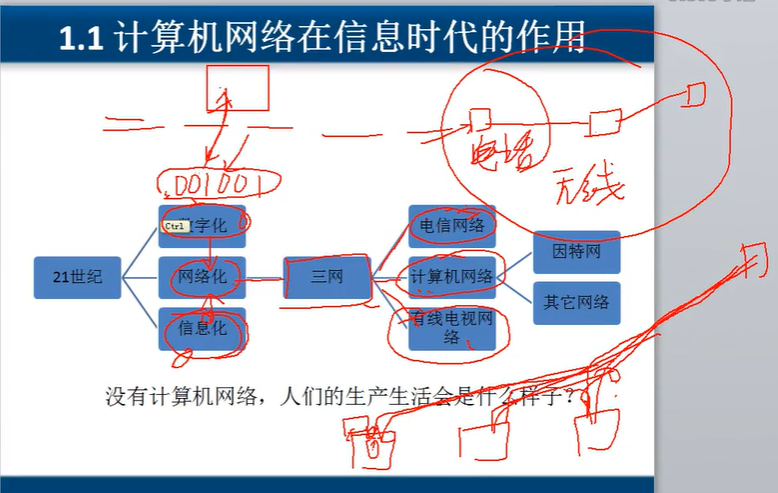 1.1 计算机网络在信息时代的作用
电话
无线
001001
Ctrl
字化
电信网络
21世纪
网络化
三网
计算机网络
因特网
其它网络
信息化
有线电视网
络
没有计算机网络，人们的生产生活会是什么样子？